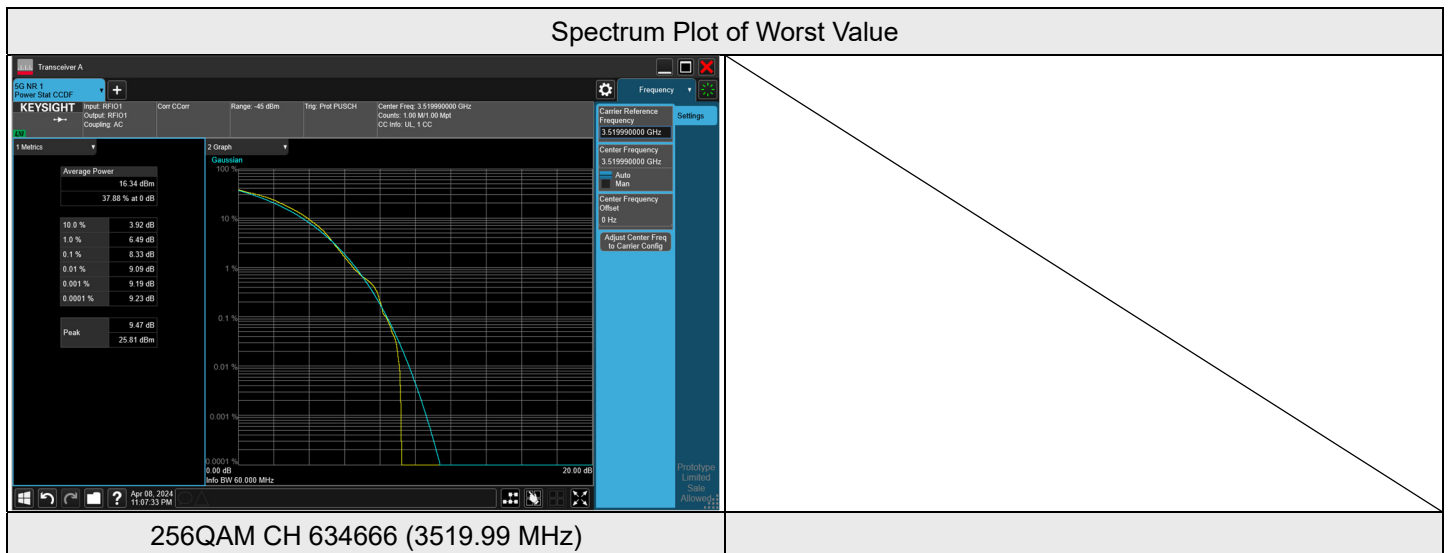 Spectrum Plot of Worst Value
Transceiver A
5G NR 1
Power Stat CCDF
+
Frequency
KEYSIGHT
Input: RFIO1
Output: RFIO1
Coupling: AC
Corr CCorr
Range: -45 dBm
Trig: Prot PUSCH
Center Freq: 3.519990000 GHz
Counts: 1.00 M/1.00 Mpt
CC Info: UL, 1 CC
1 Metrics
Average Power
16.34 dBm
37.88 % at 0 dB
10.0 % 3.92 dB
1.0 % 6.49 dB
0.1 % 8.33 dB
0.01 % 9.09 dB
0.001 % 9.19 dB
0.0001 % 9.23 dB
Peak
9.47 dB
25.81 dBm
2 Graph
Gaussian
100 %
10 %
1 %
0.1 %
0.01 %
0.001 %
0.0001 %
0.00 dB
20.00 dB
Info BW 60.000 MHz
Carrier Reference
Frequency
3.519990000 GHz
Center Frequency
3.519990000 GHz
Auto
Man
Center Frequency
Offset
0 Hz
Adjust Center Freq
to Carrier Config
Settings
Prototype
Limited
Sale
Allowed
?
Apr 08, 2024
11:07:33 PM
256QAM CH 634666 (3519.99 MHz)